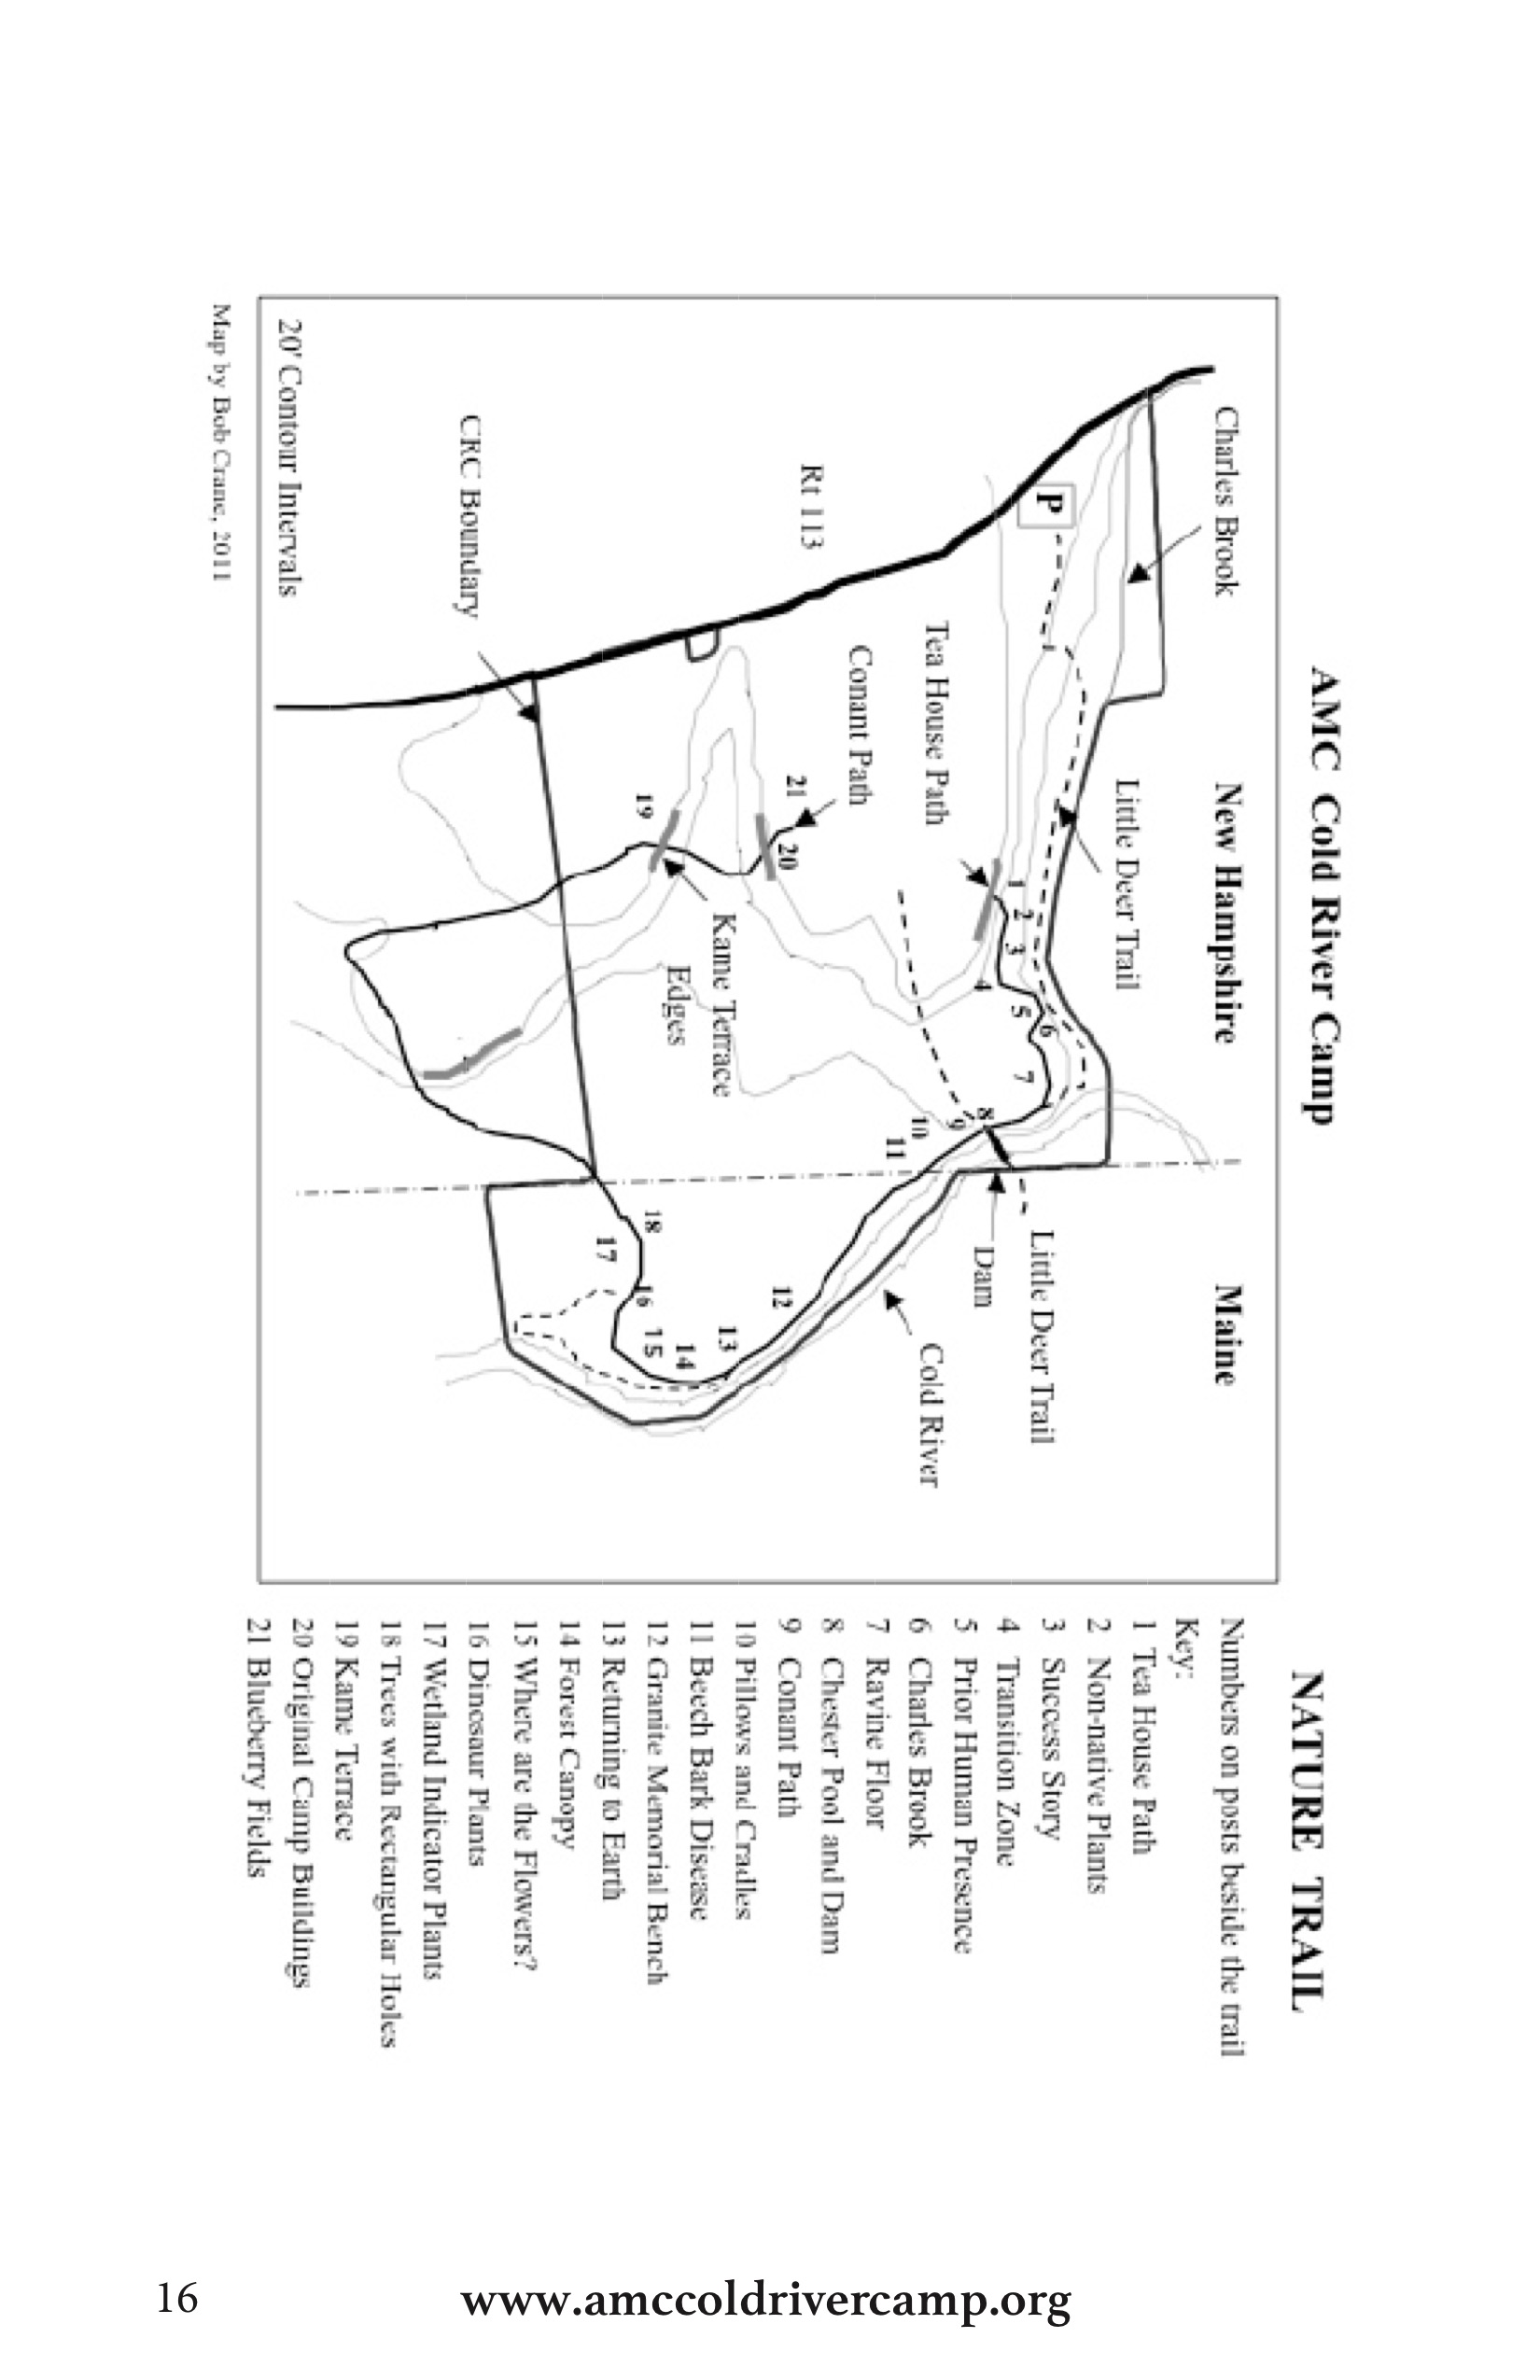 AMC Cold River Camp
NATURE TRAIL
New Hampshire
Maine
Charles Brook
Little Deer Trail
P
Tea House Path
Conant Path
Rt 113
CRC Boundary
Kame Terrace
Edges
Little Deer Trail
Dam
Cold River
1
2
3
4
5
6
7
8
9
10
11
12
13
14
15
16
17
18
19
20
21
20' Contour Intervals
Map by Bob Crane, 2011
Numbers on posts beside the trail
Key:
1 Tea House Path
2 Non-native Plants
3 Success Story
4 Transition Zone
5 Prior Human Presence
6 Charles Brook
7 Ravine Floor
8 Chester Pool and Dam
9 Conant Path
10 Pillows and Cradles
11 Beech Bark Disease
12 Granite Memorial Bench
13 Returning to Earth
14 Forest Canopy
15 Where are the Flowers?
16 Dinosaur Plants
17 Wetland Indicator Plants
18 Trees with Rectangular Holes
19 Kame Terrace
20 Original Camp Buildings
21 Blueberry Fields
16
www.amccoldrivercamp.org